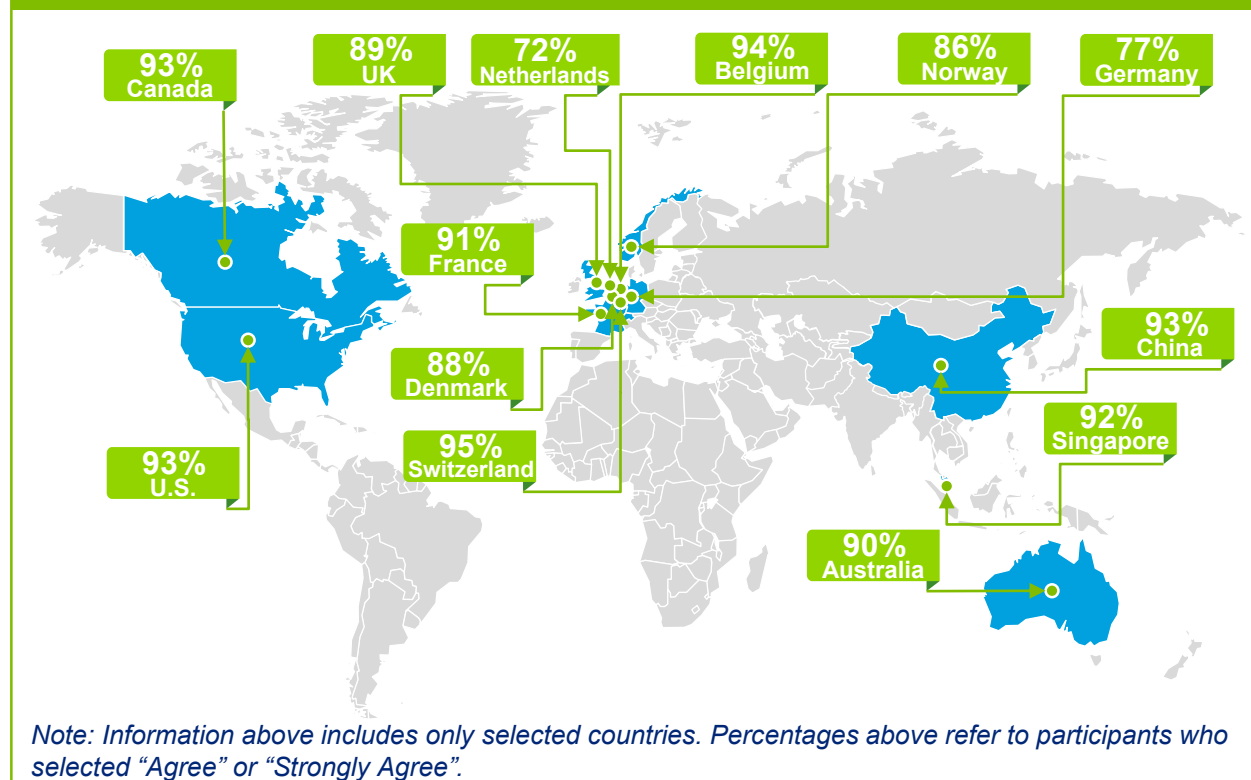 93%
Canada
89%
UK
72%
Netherlands
94%
Belgium
86%
Norway
77%
Germany
91%
France
93%
China
88%
Denmark
92%
Singapore
95%
Switzerland
93%
U.S.
90%
Australia
Note: Information above includes only selected countries. Percentages above refer to participants who
selected “Agree” or “Strongly Agree”.